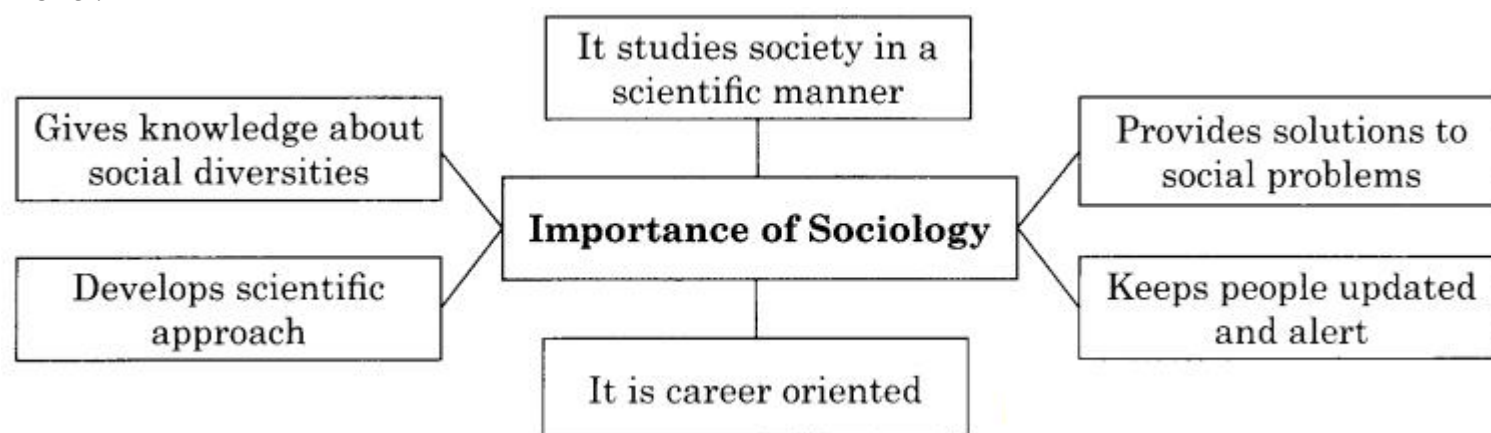 It studies society in a
scientific manner
Gives knowledge about
social diversities
Provides solutions to
social problems
Importance of Sociology
Develops scientific
approach
Keeps people updated
and alert
It is career oriented